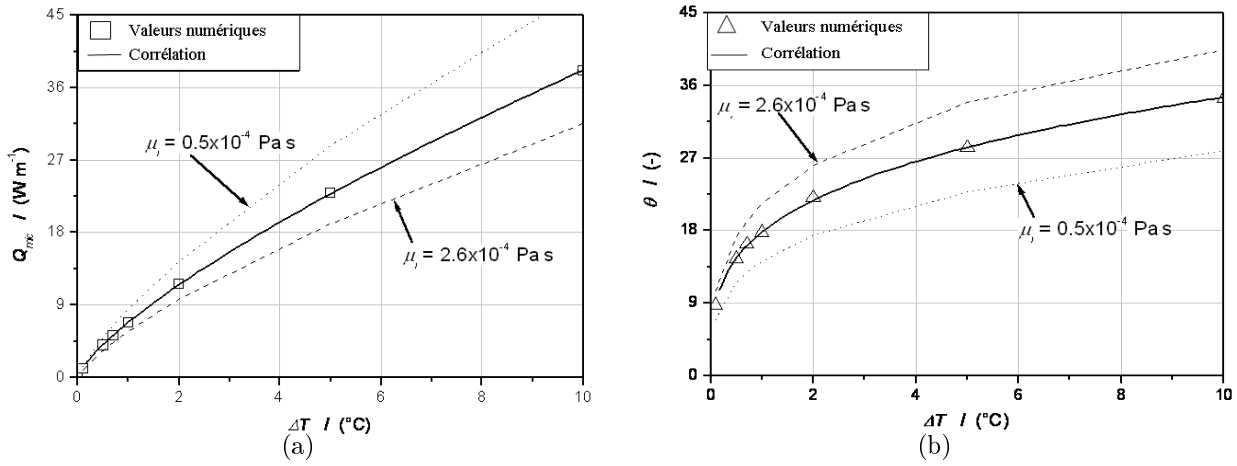 45
36
27
18
9
0
Q_mic / (W m⁻¹)
Valeurs numériques
Corrélation
μₗ = 0.5x10⁻⁴ Pa s
μₗ = 2.6x10⁻⁴ Pa s
0 2 4 6 8 10
ΔT / (°C)
(a)
45
36
27
18
9
0
θ / (-)
Valeurs numériques
Corrélation
μₗ = 2.6x10⁻⁴ Pa s
μₗ = 0.5x10⁻⁴ Pa s
0 2 4 6 8 10
ΔT / (°C)
(b)